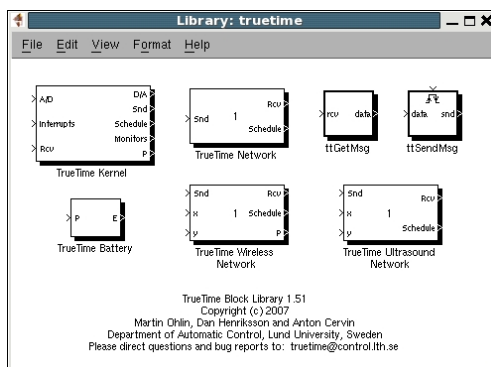 Library: truetime
File Edit View Format Help
A/D
Interrupts
Rcv
D/A
Snd
Schedule
Monitors
P
TrueTime Kernel
Snd
1
Rcv
Schedule
TrueTime Network
rcv data
ttGetMsg
data snd
ttSendMsg
P E
TrueTime Battery
Snd
x
y
1
Rcv
Schedule
P
TrueTime Wireless
Network
Snd
x
y
1
Rcv
Schedule
TrueTime Ultrasound
Network
TrueTime Block Library 1.51
Copyright (c) 2007
Martin Ohlin, Dan Henriksson and Anton Cervin
Department of Automatic Control, Lund University, Sweden
Please direct questions and bug reports to: truetime@control.lth.se